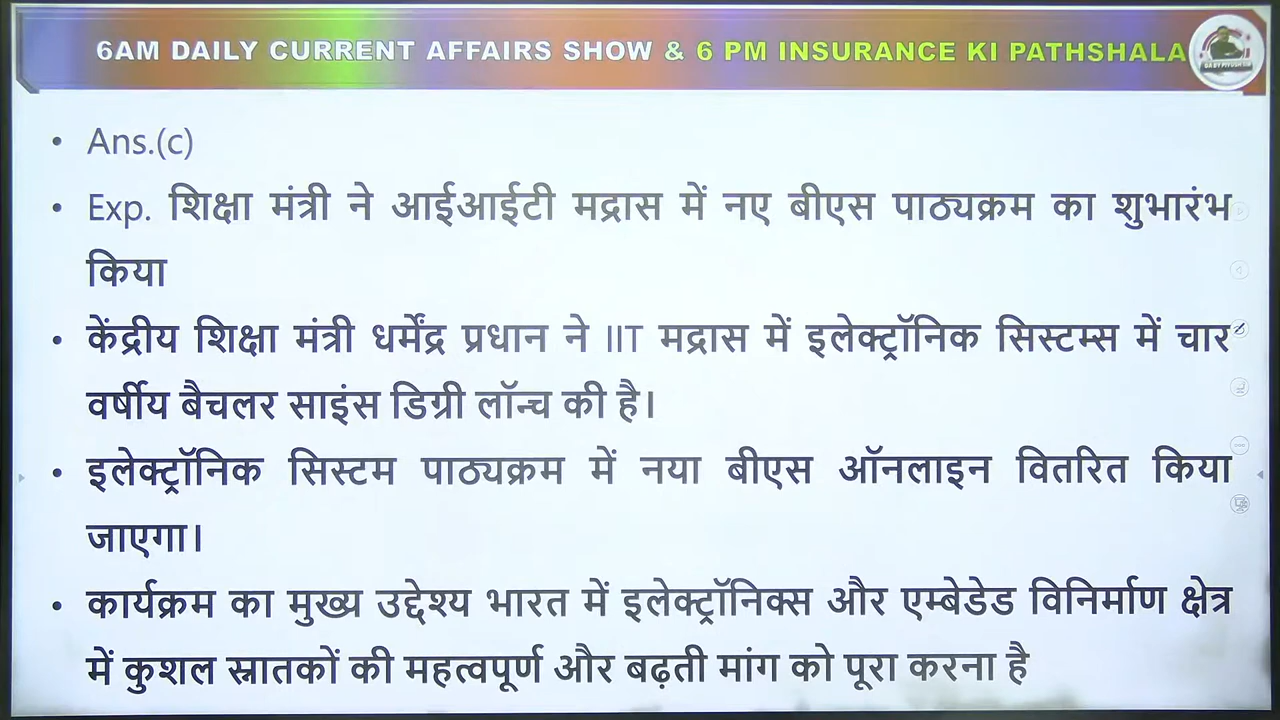 6AM DAILY CURRENT AFFAIRS SHOW & 6 PM INSURANCE KI PATHSHALA
• Ans.(c)
• Exp. शिक्षा मंत्री ने आईआईटी मद्रास में नए बीएस पाठ्यक्रम का शुभारंभ
किया
• केंद्रीय शिक्षा मंत्री धर्मेंद्र प्रधान ने IIT मद्रास में इलेक्ट्रॉनिक सिस्टम्स में चार
वर्षीय बैचलर साइंस डिग्री लॉन्च की है।
• इलेक्ट्रॉनिक सिस्टम पाठ्यक्रम में नया बीएस ऑनलाइन वितरित किया
जाएगा।
• कार्यक्रम का मुख्य उद्देश्य भारत में इलेक्ट्रॉनिक्स और एम्बेडेड विनिर्माण क्षेत्र
में कुशल स्नातकों की महत्वपूर्ण और बढ़ती मांग को पूरा करना है